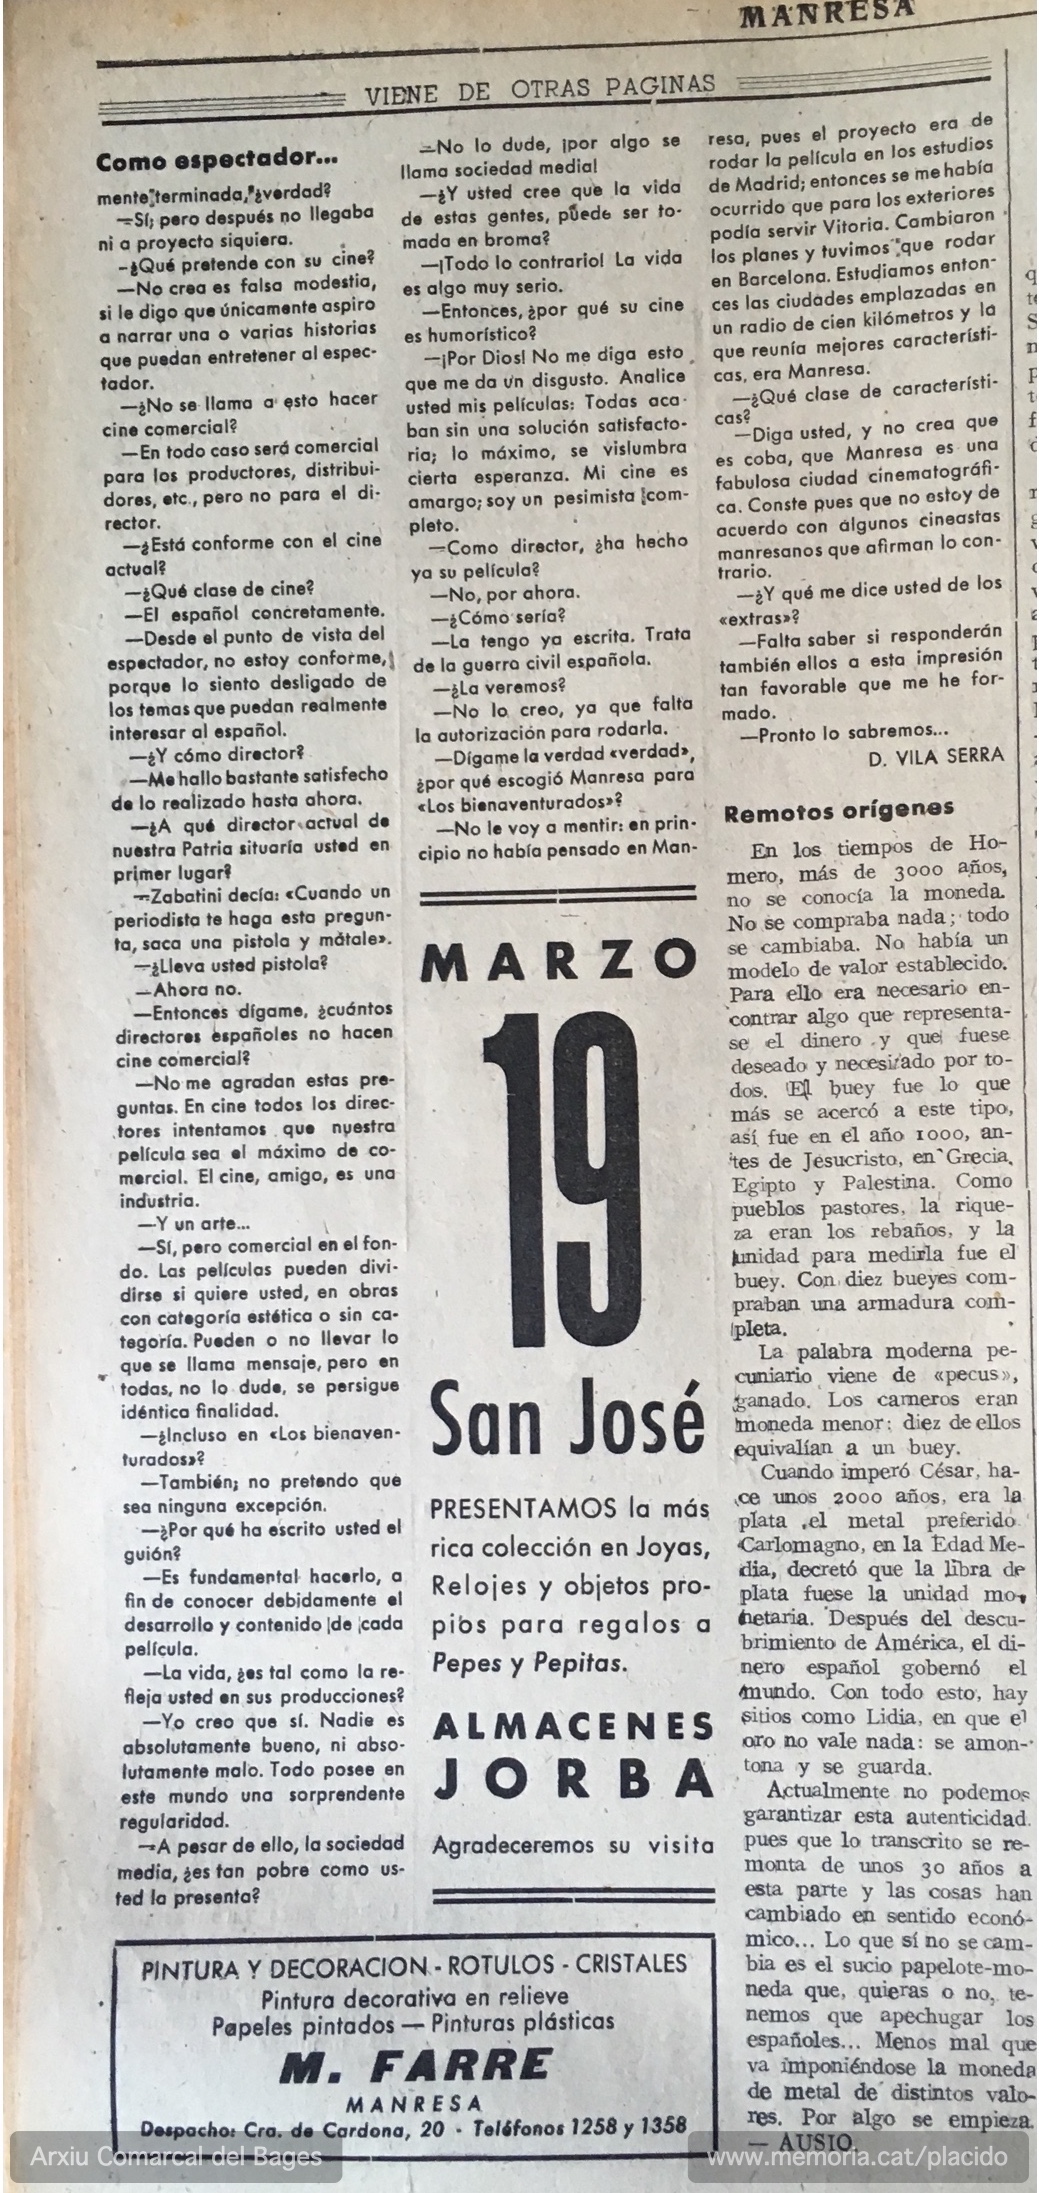 MANRESA
VIENE DE OTRAS PAGINAS
Como espectador...
mente terminada, ¿verdad?
—Sí; pero después no llegaba
ni a proyecto siquiera.
—¿Qué pretende con su cine?
—No crea es falsa modestia,
si le digo que únicamente aspiro
a narrar una o varias historias
que puedan entretener al espec-
tador.
—¿No se llama a esto hacer
cine comercial?
—En todo caso será comercial
para los productores, distribui-
dores, etc., pero no para el di-
rector.
—¿Está conforme con el cine
actual?
—¿Qué clase de cine?
—El español concretamente.
—Desde el punto de vista del
espectador, no estoy conforme,
porque lo siento desligado de
los temas que puedan realmente
interesar al español.
—¿Y cómo director?
—Me hallo bastante satisfecho
de lo realizado hasta ahora.
—¿A qué director actual de
nuestra Patria situaría usted en
primer lugar?
—Zabatini decía: «Cuando un
periodista te haga esta pregun-
ta, saca una pistola y mátale».
—¿Lleva usted pistola?
—Ahora no.
—Entonces dígame, ¿cuántos
directores españoles no hacen
cine comercial?
—No me agradan estas pre-
guntas. En cine todos los direc-
tores intentamos que nuestra
película sea el máximo de co-
mercial. El cine, amigo, es una
industria.
—Y un arte...
—Sí, pero comercial en el fon-
do. Las películas pueden divi-
dirse si quiere usted, en obras
con categoría estética o sin ca-
tegoría. Pueden o no llevar lo
que se llama mensaje, pero en
todas, no lo dude, se persigue
idéntica finalidad.
—¿Incluso en «Los bienaven-
turados»?
—También; no pretendo que
sea ninguna excepción.
—¿Por qué ha escrito usted el
guión?
—Es fundamental hacerlo, a
fin de conocer debidamente el
desarrollo y contenido de cada
película.
—La vida, ¿es tal como la re-
fleja usted en sus producciones?
—Yo creo que sí. Nadie es
absolutamente bueno, ni abso-
lutamente malo. Todo posee en
este mundo una sorprendente
regularidad.
—A pesar de ello, la sociedad
media, ¿es tan pobre como us-
ted la presenta?
—No lo dude, ¡por algo se
llama sociedad media!
—¿Y usted cree que la vida
de estas gentes, puede ser to-
mada en broma?
—¡Todo lo contrario! La vida
es algo muy serio.
—Entonces, ¿por qué su cine
es humorístico?
—¡Por Dios! No me diga esto
que me da un disgusto. Analice
usted mis películas: Todas aca-
ban sin una solución satisfacto-
ria; lo máximo, se vislumbra
cierta esperanza. Mi cine es
amargo; soy un pesimista com-
pleto.
—Como director, ¿ha hecho
ya su película?
—No, por ahora.
—¿Cómo sería?
—La tengo ya escrita. Trata
de la guerra civil española.
—¿La veremos?
—No lo creo, ya que falta
la autorización para rodarla.
—Dígame la verdad «verdad»,
¿por qué escogió Manresa para
«Los bienaventurados»?
—No le voy a mentir: en prin-
cipio no había pensado en Man-
resa, pues el proyecto era de
rodar la película en los estudios
de Madrid; entonces se me había
ocurrido que para los exteriores
podía servir Vitoria. Cambiaron
los planes y tuvimos que rodar
en Barcelona. Estudiamos enton-
ces las ciudades emplazadas en
un radio de cien kilómetros y la
que reunía mejores característi-
cas, era Manresa.
—¿Qué clase de característi-
cas?
—Diga usted, y no crea que
es coba, que Manresa es una
fabulosa ciudad cinematográfi-
ca. Conste pues que no estoy de
acuerdo con algunos cineastas
manresanos que afirman lo con-
trario.
—¿Y qué me dice usted de los
«extras»?
—Falta saber si responderán
también ellos a esta impresión
tan favorable que me he for-
mado.
—Pronto lo sabremos...
D. VILA SERRA
MARZO
19
San José
PRESENTAMOS la más
rica colección en Joyas,
Relojes y objetos pro-
pios para regalos a
Pepes y Pepitas.
ALMACENES
JORBA
Agradeceremos su visita
Remotos orígenes
En los tiempos de Ho-
mero, más de 3000 años,
no se conocía la moneda.
No se compraba nada; todo
se cambiaba. No había un
modelo de valor establecido.
Para ello era necesario en-
contrar algo que representa-
se el dinero y que fuese
deseado y necesitado por to-
dos. El buey fue lo que
más se acercó a este tipo,
así fue en el año 1000, an-
tes de Jesucristo, en Grecia,
Egipto y Palestina. Como
pueblos pastores, la rique-
za eran los rebaños, y la
unidad para medirla fue el
buey. Con diez bueyes com-
praban una armadura com-
pleta.
La palabra moderna pe-
cuniario viene de «pecus»,
ganado. Los carneros eran
moneda menor: diez de ellos
equivalían a un buey.
Cuando imperó César, ha-
ce unos 2000 años, era la
plata el metal preferido
Carlomagno, en la Edad Me-
dia, decretó que la libra de
plata fuese la unidad mo-
netaria. Después del descu-
brimiento de América, el di-
nero español gobernó el
mundo. Con todo esto, hay
sitios como Lidia, en que el
oro no vale nada: se amon-
tona y se guarda.
Actualmente no podemos
garantizar esta autenticidad,
pues que lo transcrito se re-
monta de unos 30 años a
esta parte y las cosas han
cambiado en sentido econó-
mico... Lo que sí no se cam-
bia es el sucio papelote-mo-
neda que, quieras o no, te-
nemos que apechugar los
españoles... Menos mal que
va imponiéndose la moneda
de metal de distintos valo-
res. Por algo se empieza.
— AUSIO.
PINTURA Y DECORACION - ROTULOS - CRISTALES
Pintura decorativa en relieve
Papeles pintados — Pinturas plásticas
M. FARRE
MANRESA
Despacho: Cra. de Cardona, 20 - Teléfonos 1258 y 1358
Arxiu Comarcal del Bages
www.memoria.cat/placido